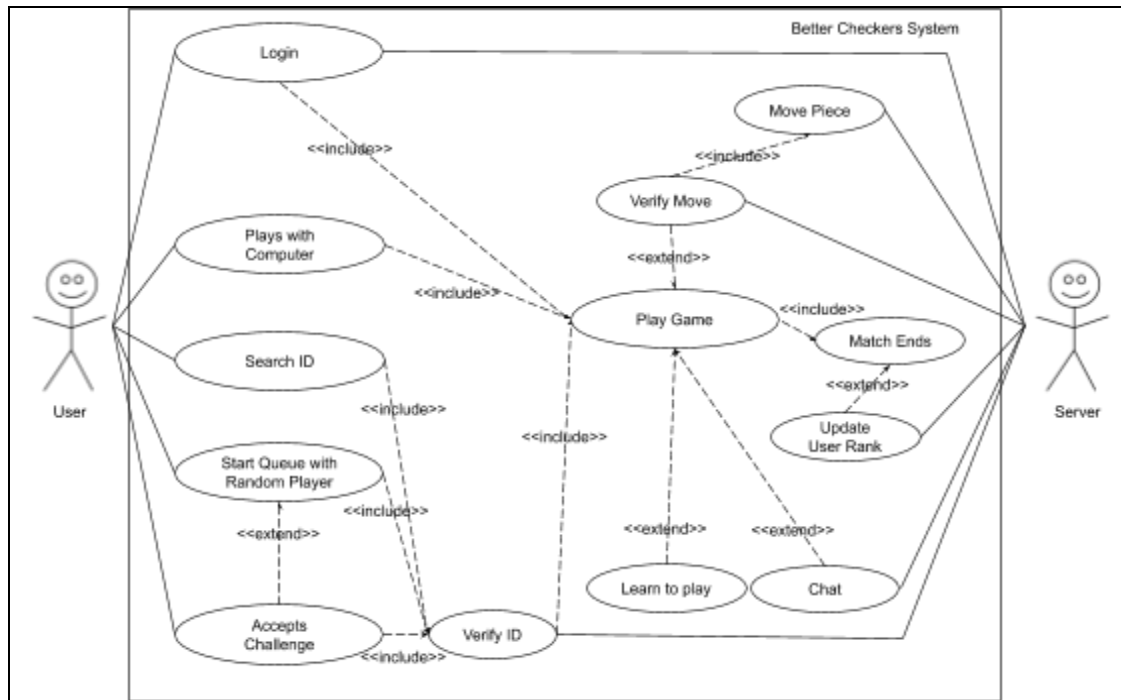 Better Checkers System
Login
Move Piece
<<include>>
<<include>>
Verify Move
Plays with
Computer
<<extend>>
<<include>>
<<include>>
Play Game
Match Ends
Search ID
<<extend>>
User
Server
<<include>>
Update
User Rank
<<include>>
Start Queue with
Random Player
<<include>>
<<extend>>
<<extend>>
<<extend>>
Learn to play
Chat
Accepts
Challenge
Verify ID
<<include>>